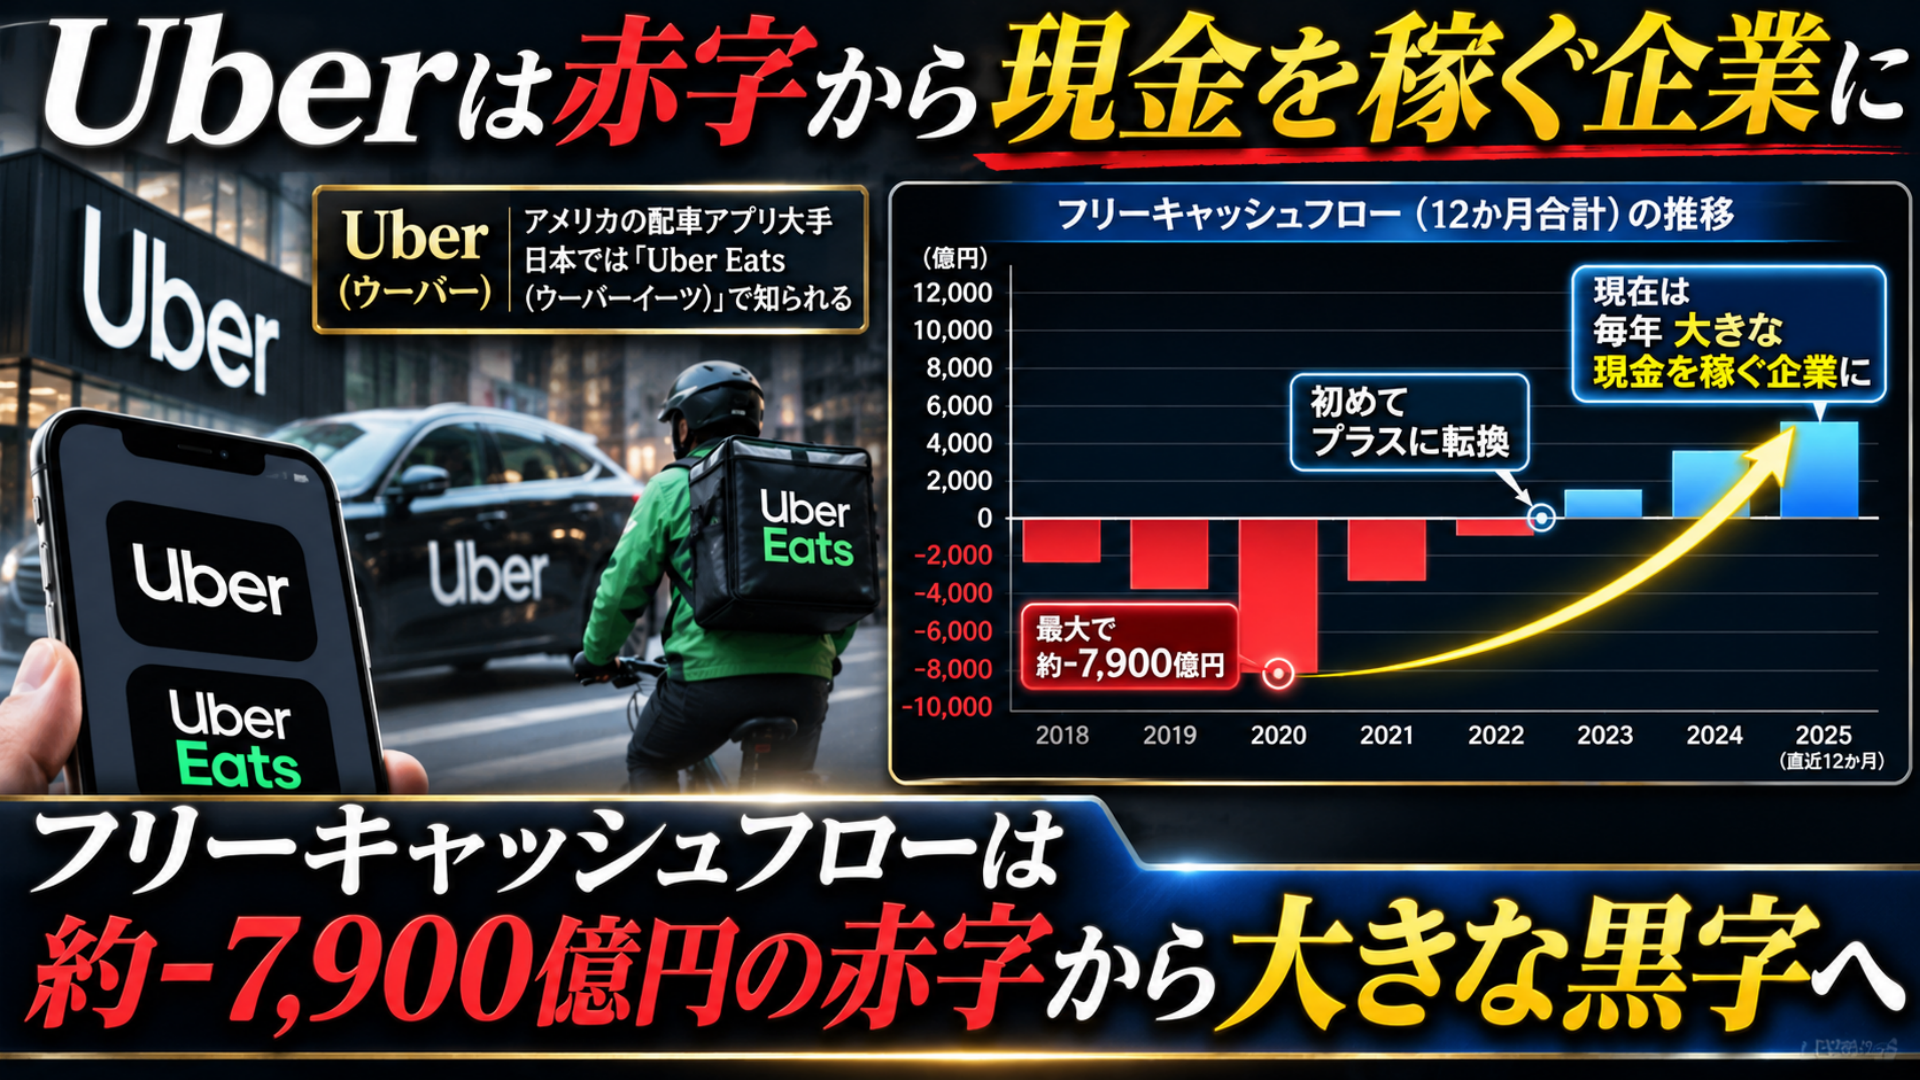 Uberは赤字から現金を稼ぐ企業に
Uber
Uber
(ウーバー)
アメリカの配車アプリ大手
日本では「Uber Eats
(ウーバーイーツ)」で知られる
Uber
Uber
Eats
Uber
Uber
Eats
フリーキャッシュフロー（12か月合計）の推移
(億円)
12,000
10,000
8,000
6,000
4,000
2,000
0
-2,000
-4,000
-6,000
-8,000
-10,000
現在は
毎年 大きな
現金を稼ぐ企業に
初めて
プラスに転換
最大で
約-7,900億円
2018 2019 2020 2021 2022 2023 2024 2025
(直近12か月)
フリーキャッシュフローは
約-7,900億円の赤字から大きな黒字へ